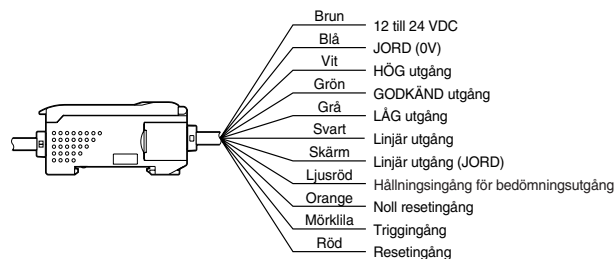 Brun 12 till 24 VDC
Blå JORD (0V)
Vit HÖG utgång
Grön GODKÄND utgång
Grå LÅG utgång
Svart Linjär utgång
Skärm Linjär utgång (JORD)
Ljusröd Hållningsingång för bedömningsutgång
Orange Noll resetingång
Mörklila Triggingång
Röd Resetingång